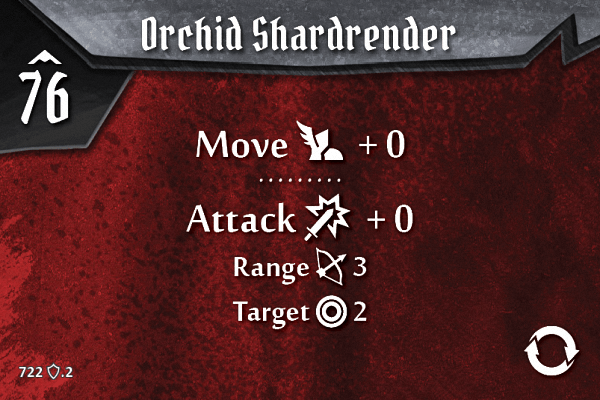 Orchid Shardrender
76
Move + 0
Attack + 0
Range 3
Target 2
722 .2